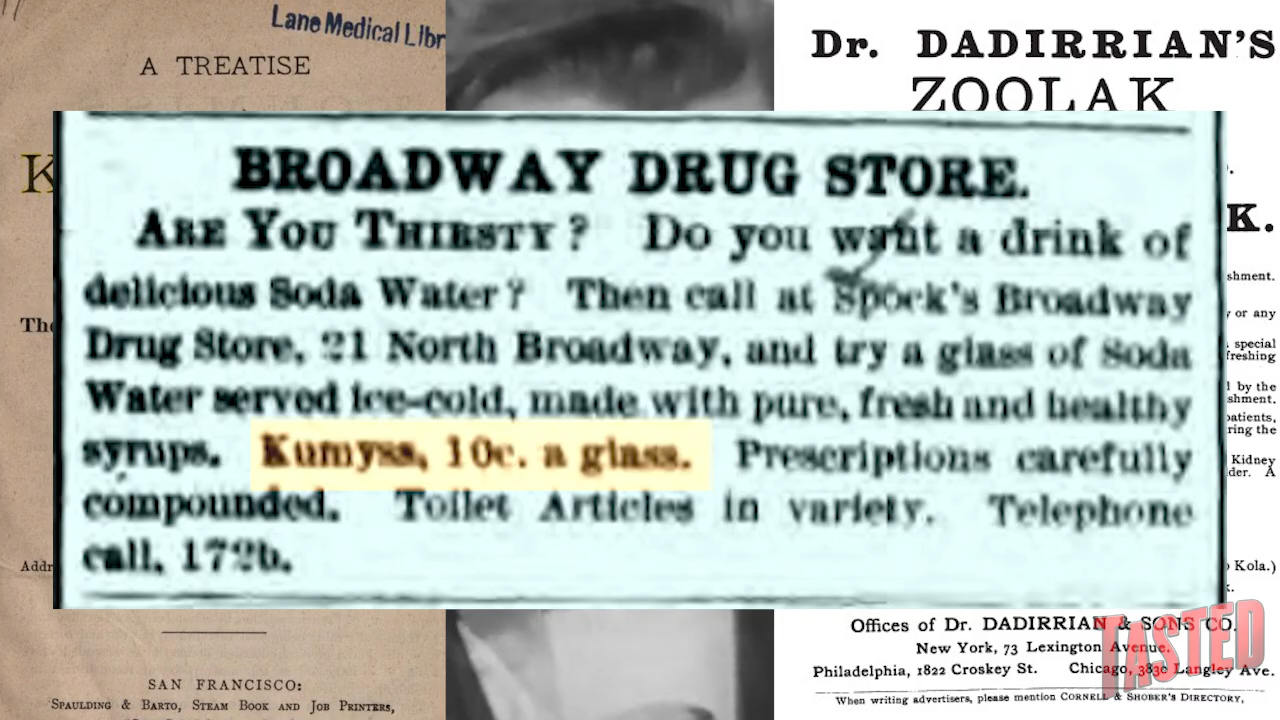 Lane Medical Libr
A TREATISE
K
The
Addr
SAN FRANCISCO:
SPAULDING & BARTO, STEAM BOOK AND JOB PRINTERS,
BROADWAY DRUG STORE.
ARE YOU THIRSTY? Do you want a drink of
delicious Soda Water? Then call at Spock's Broadway
Drug Store, 21 North Broadway, and try a glass of Soda
Water served ice-cold, made with pure, fresh and healthy
syrups. Kumyss, 10c. a glass. Prescriptions carefully
compounded. Toilet Articles in variety. Telephone
call, 172b.
Dr. DADIRRIAN'S
ZOOLAK
K.
shment.
y or any
special
freshing
l by the
shment.
patients,
ring the
Kidney
der. A
Kola.)
k.
Offices of Dr. DADIRRIAN & SONS CO.
New York, 73 Lexington Avenue.
Philadelphia, 1822 Croskey St. Chicago, 3830 Langley Ave.
When writing advertisers, please mention CORNELL & SHOBER'S DIRECTORY,
TASTED